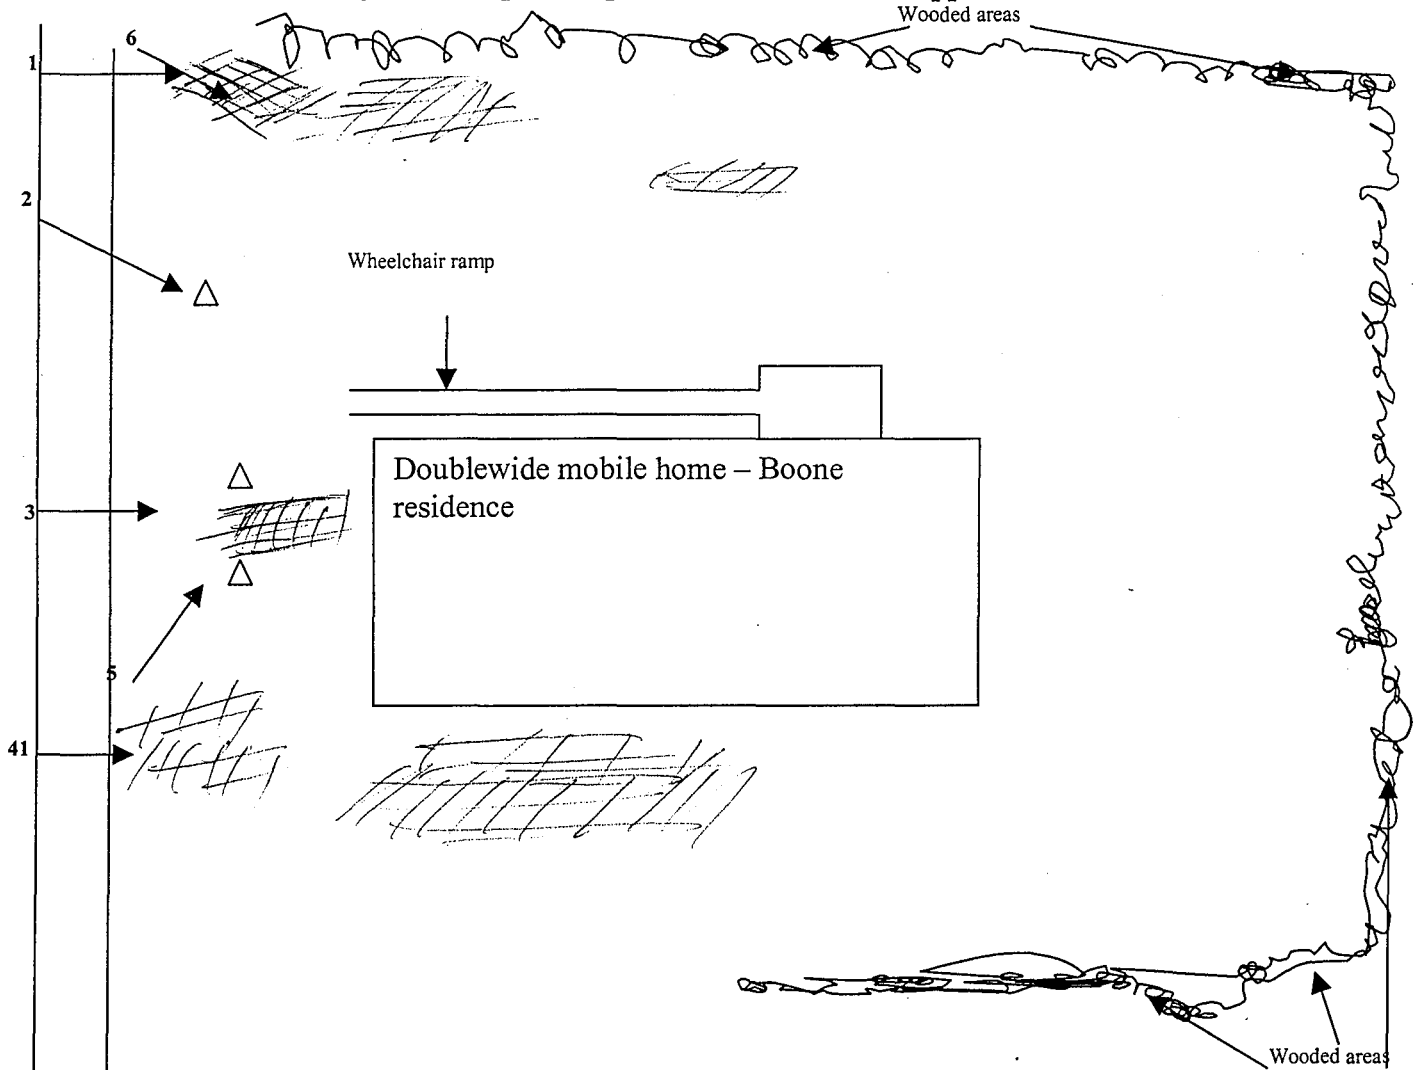 Wooded areas
6
1
2
Wheelchair ramp
Doublewide mobile home – Boone
residence
3
5
41
Wooded areas